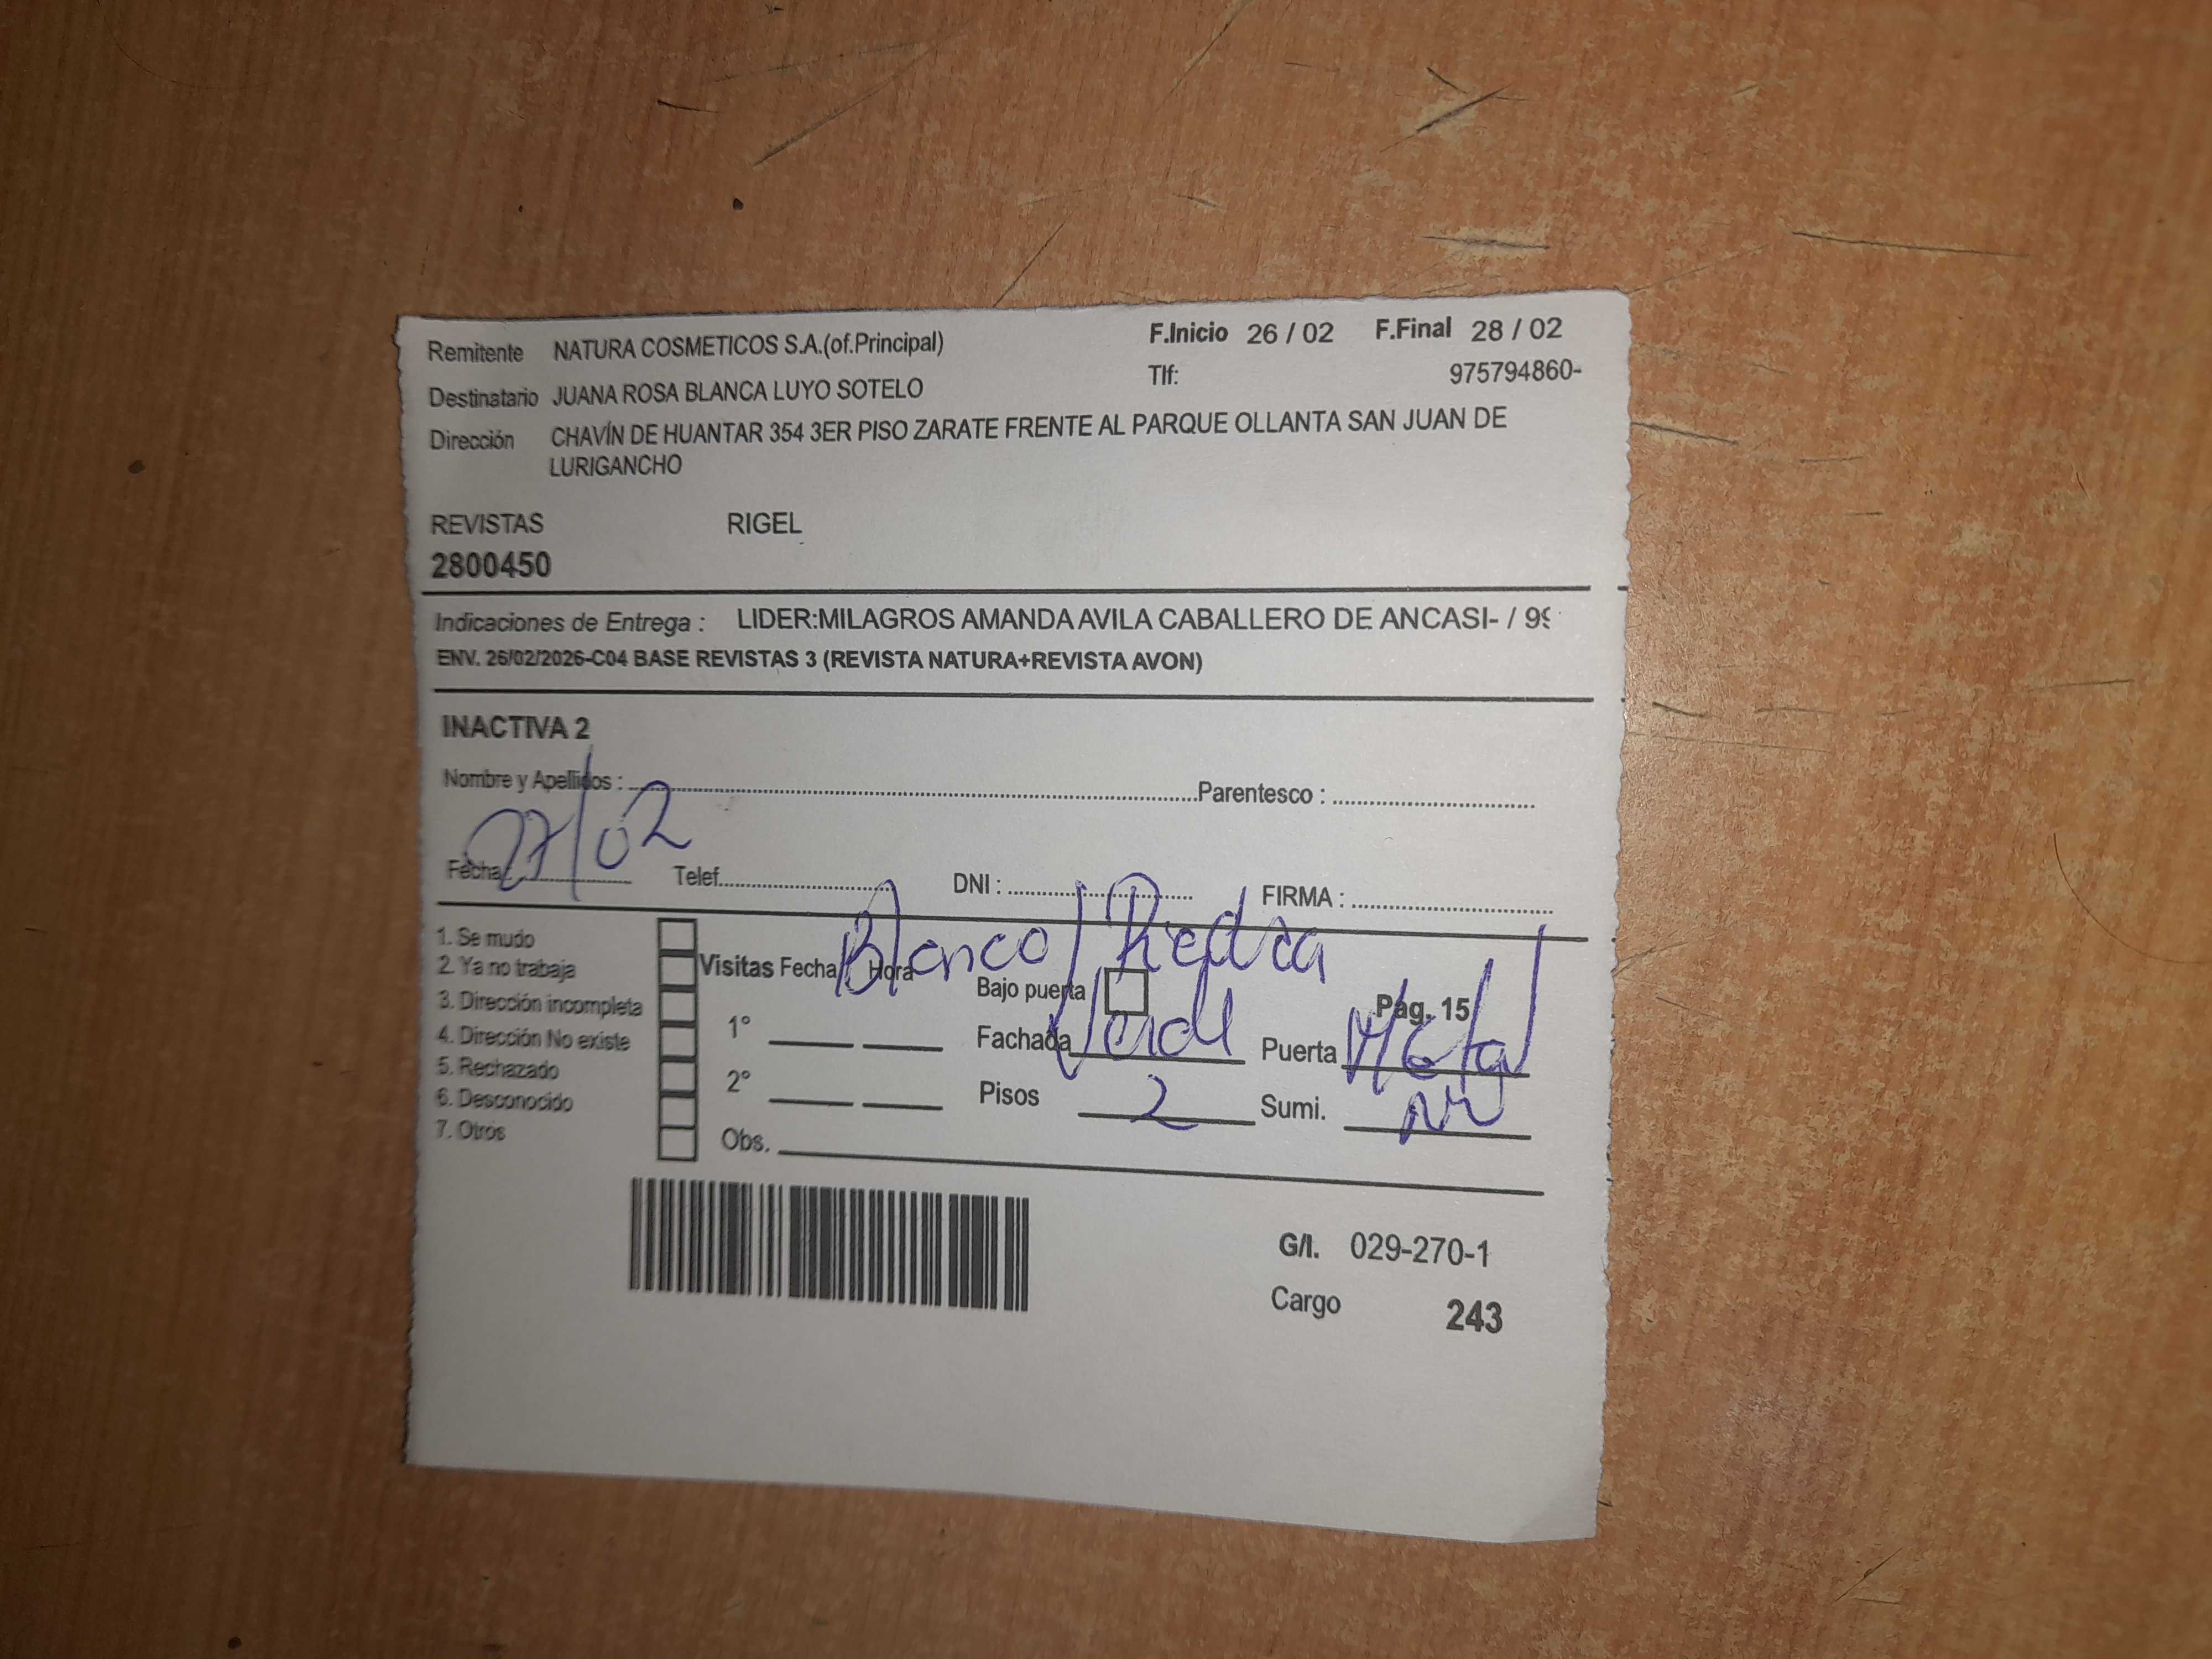 Remitente NATURA COSMETICOS S.A.(of.Principal) F.Inicio 26 / 02 F.Final 28 / 02
Destinatario JUANA ROSA BLANCA LUYO SOTELO Tlf: 975794860-
Dirección CHAVÍN DE HUANTAR 354 3ER PISO ZARATE FRENTE AL PARQUE OLLANTA SAN JUAN DE
LURIGANCHO
REVISTAS RIGEL
2800450
Indicaciones de Entrega : LIDER:MILAGROS AMANDA AVILA CABALLERO DE ANCASI- / 99
ENV. 26/02/2026-C04 BASE REVISTAS 3 (REVISTA NATURA+REVISTA AVON)
INACTIVA 2
Nombre y Apellidos : Parentesco :
Fecha: 27/02 Telef. DNI : FIRMA :
Blanco/Piedra
1. Se mudo
2. Ya no trabaja Visitas Fecha Hora Bajo puerta Pág. 15
3. Dirección incompleta 1° Fachada Verde Puerta Metal
4. Dirección No existe
5. Rechazado 2° Pisos 2 Sumi.
6. Desconocido
7. Otros Obs.
G/I. 029-270-1
Cargo 243